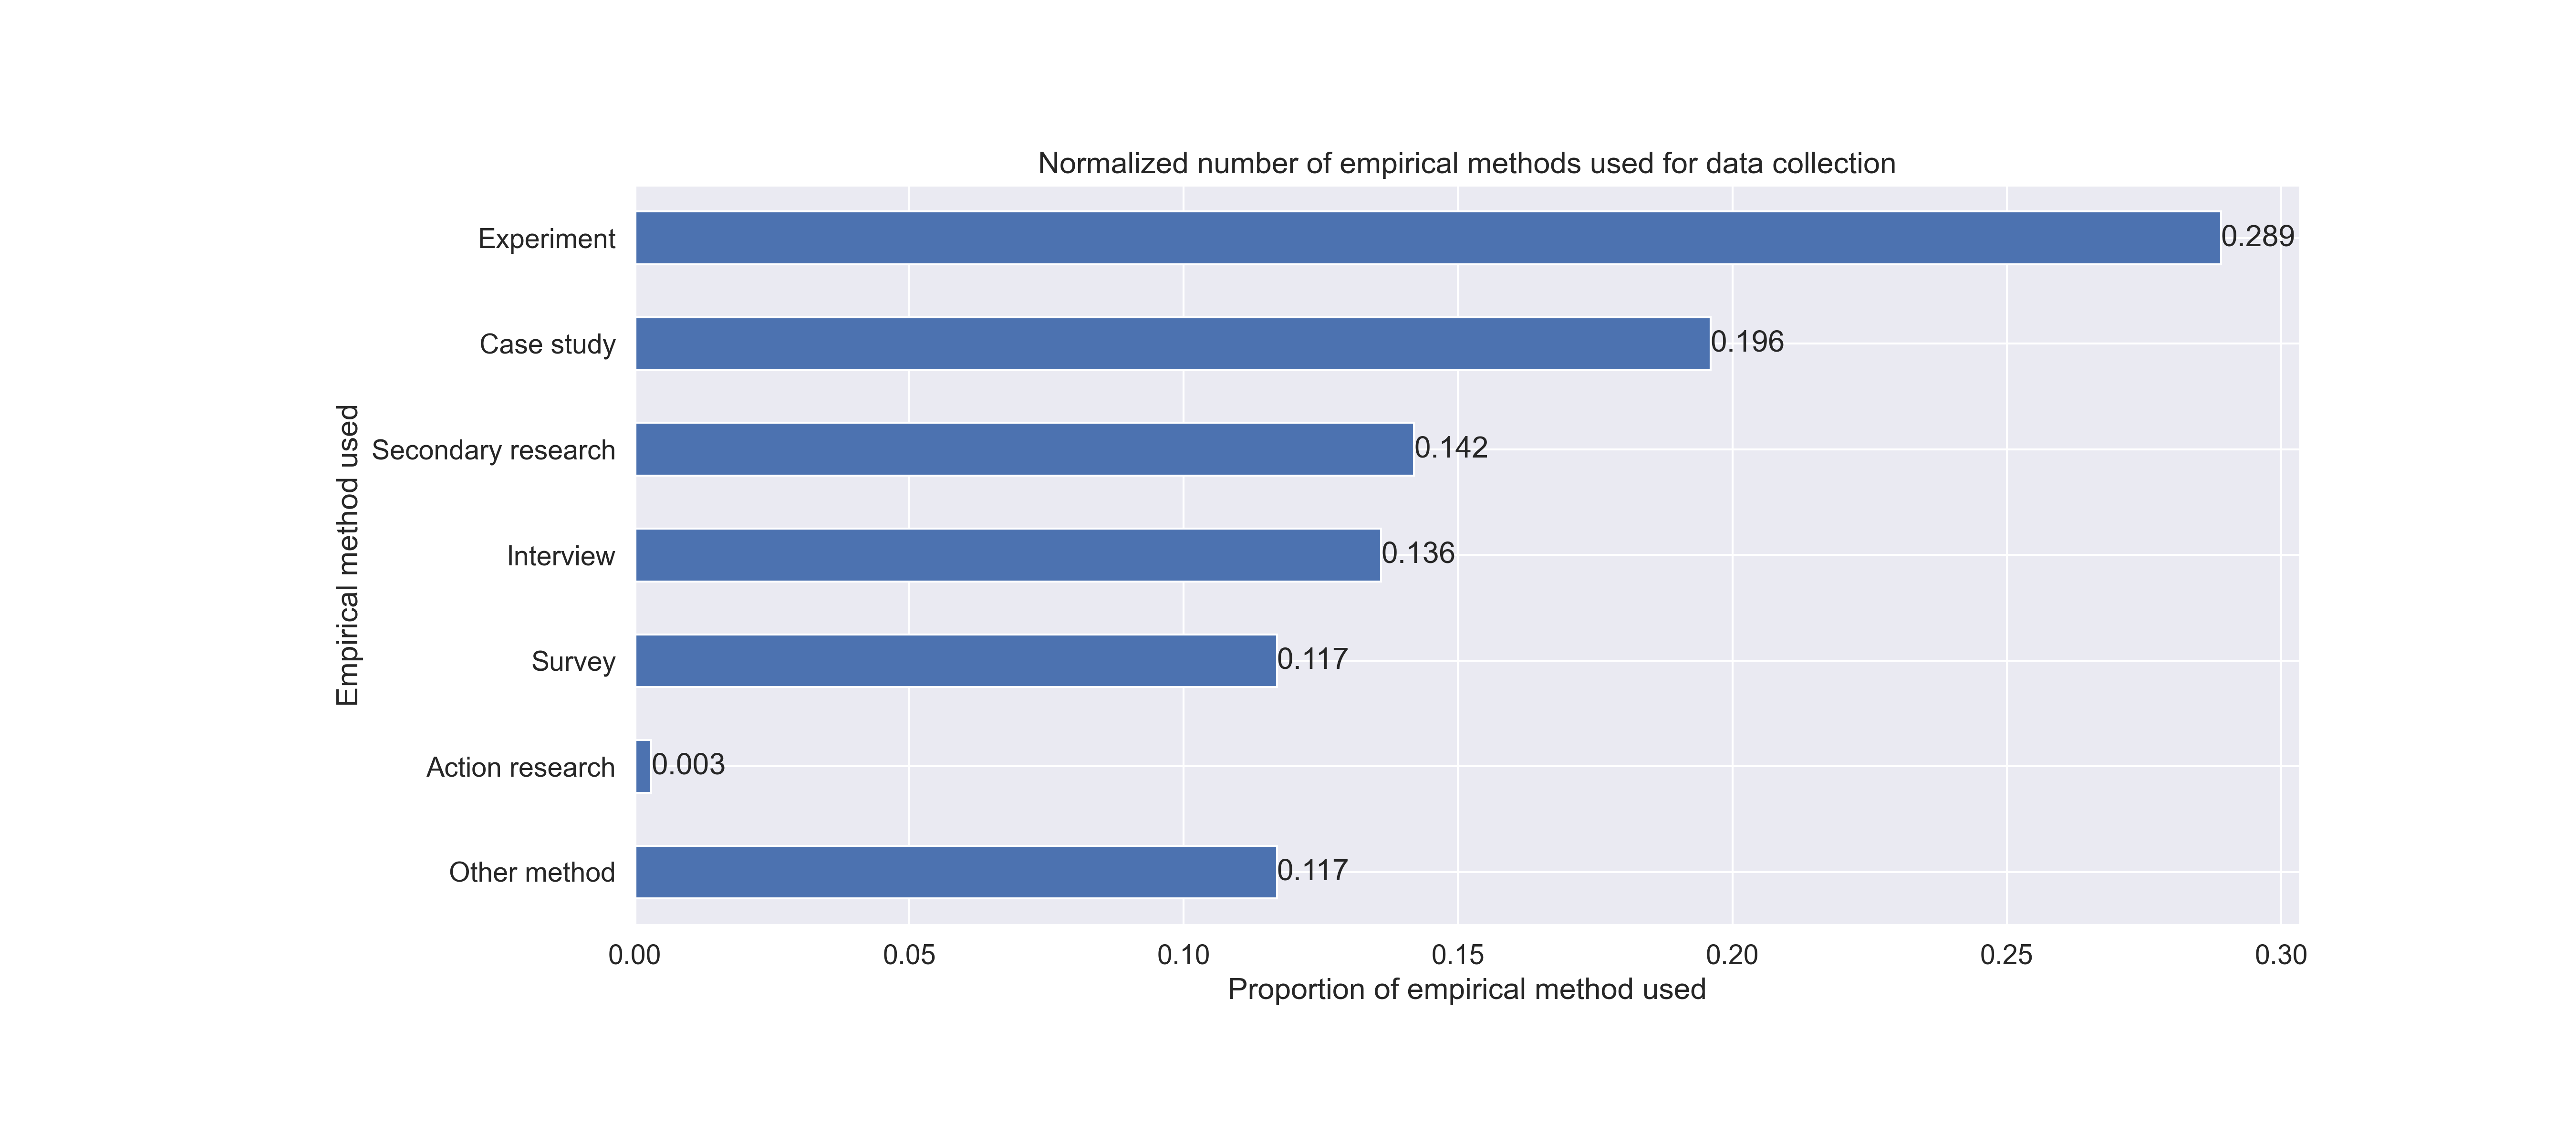 Normalized number of empirical methods used for data collection
Empirical method used
Experiment
0.289
Case study
0.196
Secondary research
0.142
Interview
0.136
Survey
0.117
Action research
0.003
Other method
0.117
0.00 0.05 0.10 0.15 0.20 0.25 0.30
Proportion of empirical method used